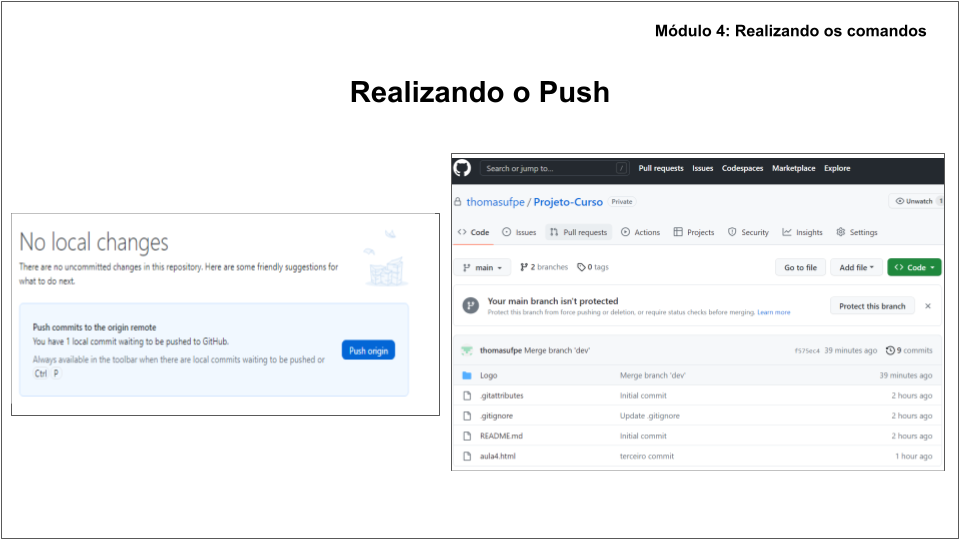 Módulo 4: Realizando os comandos
Realizando o Push
No local changes
There are no uncommitted changes in this repository. Here are some friendly suggestions for
what to do next.
Push commits to the origin remote
You have 1 local commit waiting to be pushed to GitHub.
Always available in the toolbar when there are local commits waiting to be pushed or
Ctrl P
Push origin
Search or jump to... / Pull requests Issues Codespaces Marketplace Explore
thomasufpe / Projeto-Curso Private Unwatch 1
Code Issues Pull requests Actions Projects Security Insights Settings
main 2 branches 0 tags Go to file Add file Code
Your main branch isn't protected
Protect this branch from force pushing or deletion, or require status checks before merging. Learn more
Protect this branch
thomasufpe Merge branch 'dev' f575ec4 39 minutes ago 9 commits
Logo Merge branch 'dev' 39 minutes ago
.gitattributes Initial commit 2 hours ago
.gitignore Update .gitignore 2 hours ago
README.md Initial commit 2 hours ago
aula4.html terceiro commit 1 hour ago